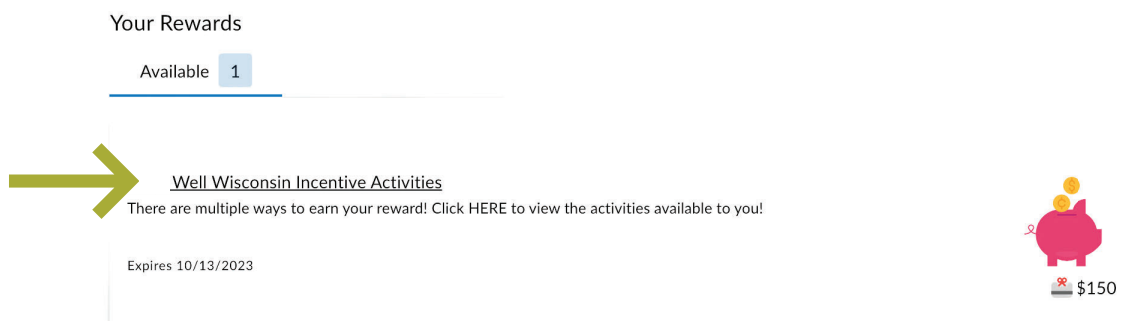 Your Rewards
Available 1
Well Wisconsin Incentive Activities
There are multiple ways to earn your reward! Click HERE to view the activities available to you!
Expires 10/13/2023
$150